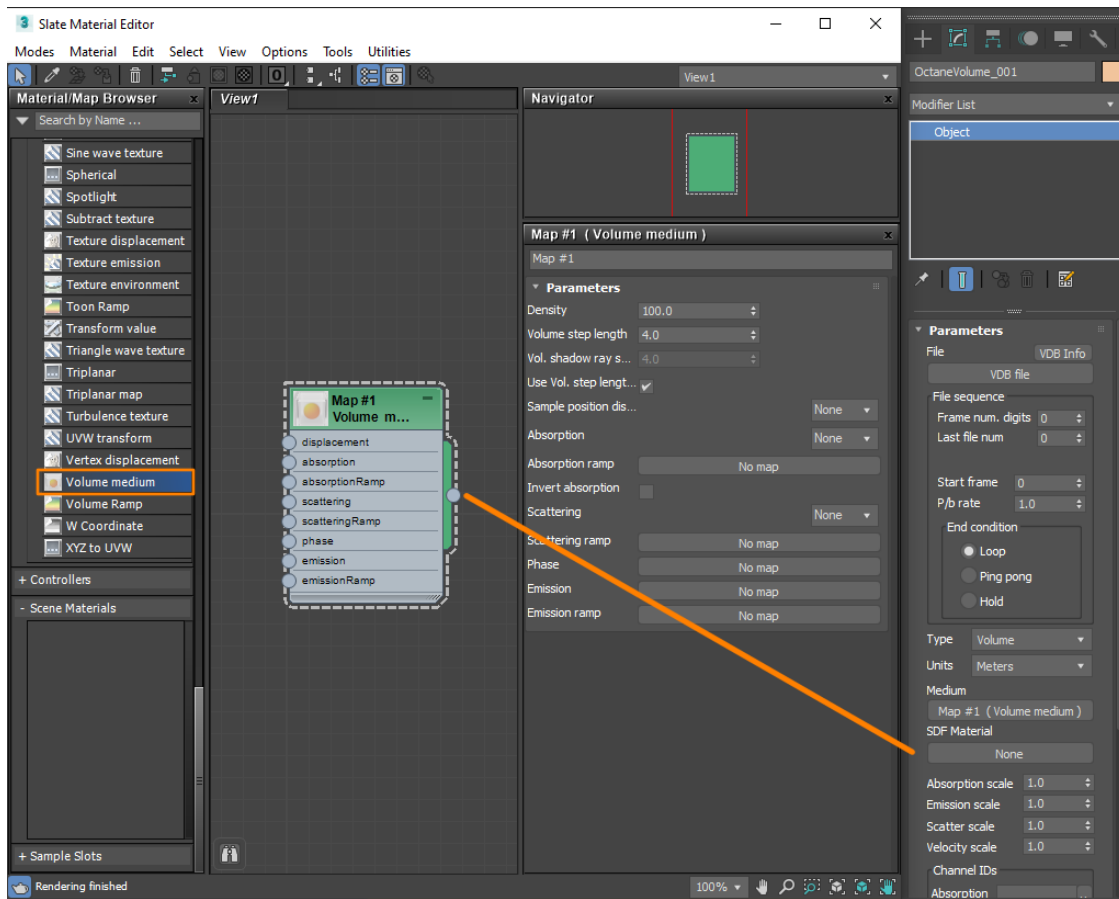 Slate Material Editor
Modes Material Edit Select View Options Tools Utilities
0
View1
Material/Map Browser x
Search by Name ...
Sine wave texture
Spherical
Spotlight
Subtract texture
Texture displacement
Texture emission
Texture environment
Toon Ramp
Transform value
Triangle wave texture
Triplanar
Triplanar map
Turbulence texture
UVW transform
Vertex displacement
Volume medium
Volume Ramp
W Coordinate
XYZ to UVW
+ Controllers
- Scene Materials
+ Sample Slots
Rendering finished
View1
Map #1
Volume m...
displacement
absorption
absorptionRamp
scattering
scatteringRamp
phase
emission
emissionRamp
Navigator x
Map #1 ( Volume medium ) x
Map #1
Parameters
Density 100.0
Volume step length 4.0
Vol. shadow ray s... 4.0
Use Vol. step lengt...
Sample position dis... None
Absorption None
Absorption ramp No map
Invert absorption
Scattering None
Scattering ramp No map
Phase No map
Emission No map
Emission ramp No map
100%
OctaneVolume_001
Modifier List
Object
Parameters
File VDB Info
VDB file
File sequence
Frame num. digits 0
Last file num 0
Start frame 0
P/b rate 1.0
End condition
Loop
Ping pong
Hold
Type Volume
Units Meters
Medium
Map #1 ( Volume medium )
SDF Material
None
Absorption scale 1.0
Emission scale 1.0
Scatter scale 1.0
Velocity scale 1.0
Channel IDs
Absorption ...